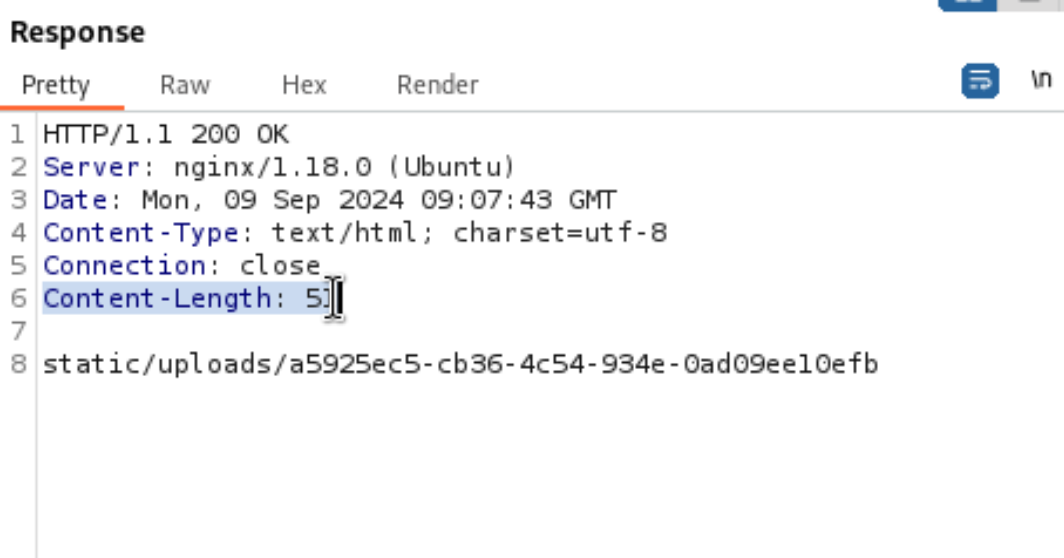 Response
Pretty Raw Hex Render \n
1 HTTP/1.1 200 OK
2 Server: nginx/1.18.0 (Ubuntu)
3 Date: Mon, 09 Sep 2024 09:07:43 GMT
4 Content-Type: text/html; charset=utf-8
5 Connection: close
6 Content-Length: 51
7
8 static/uploads/a5925ec5-cb36-4c54-934e-0ad09ee10efb